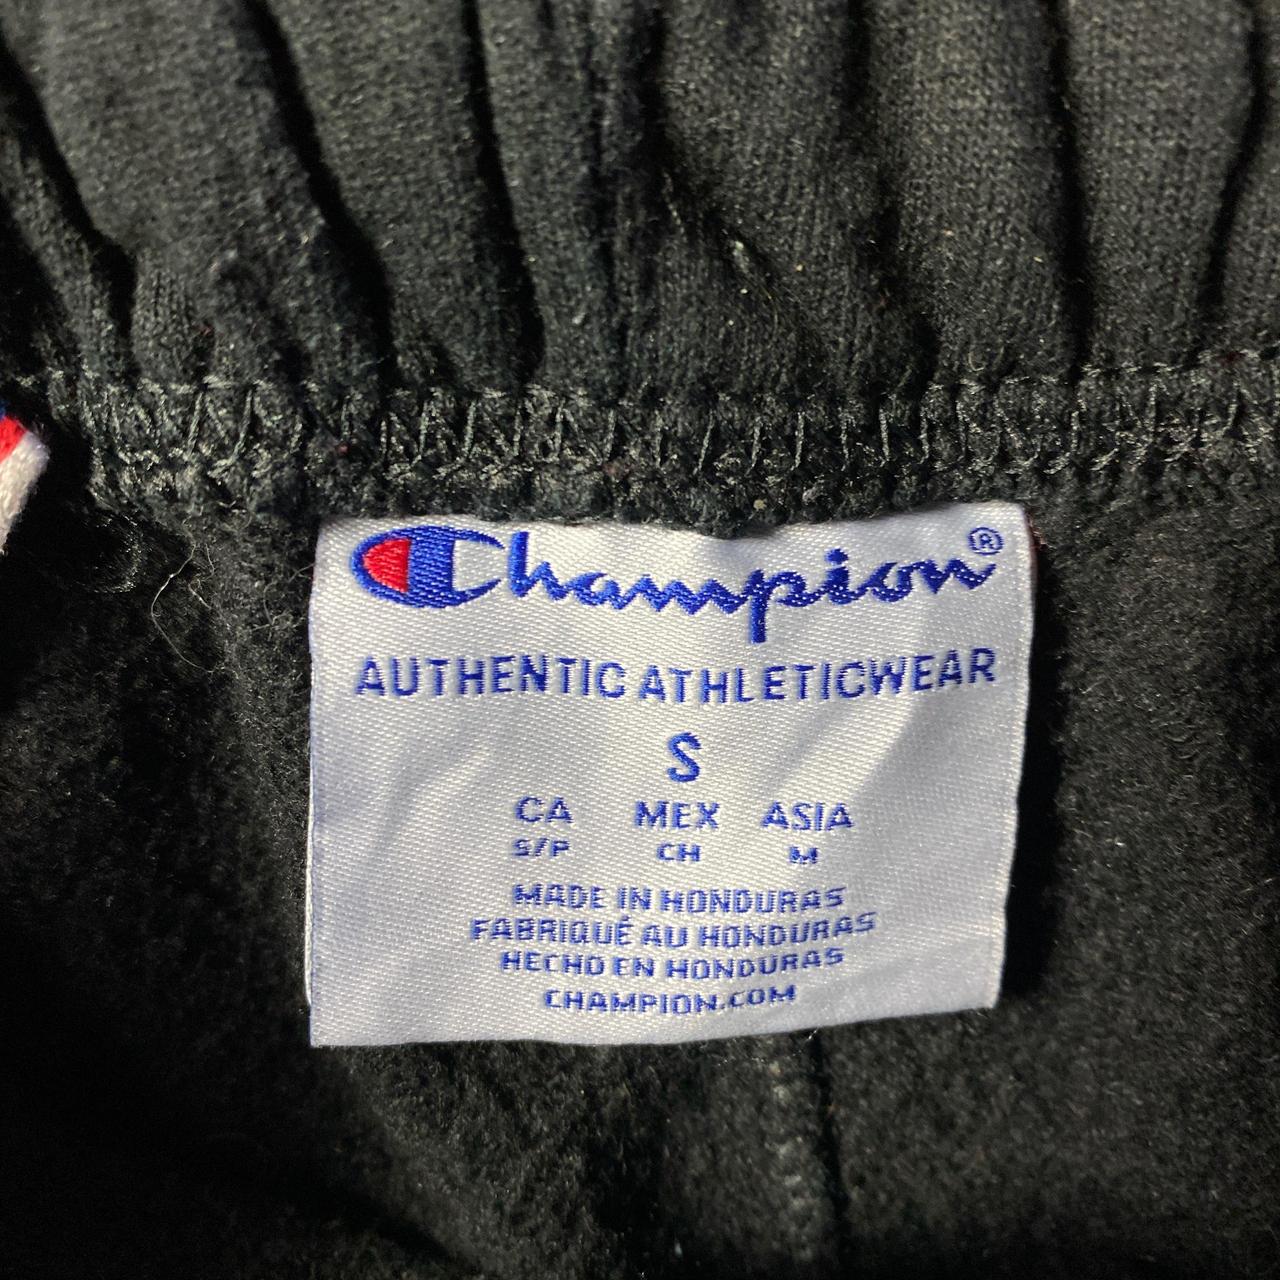 Champion®
AUTHENTIC ATHLETICWEAR
S
CA MEX ASIA
S/P CH M
MADE IN HONDURAS
FABRIQUÉ AU HONDURAS
HECHO EN HONDURAS
CHAMPION.COM